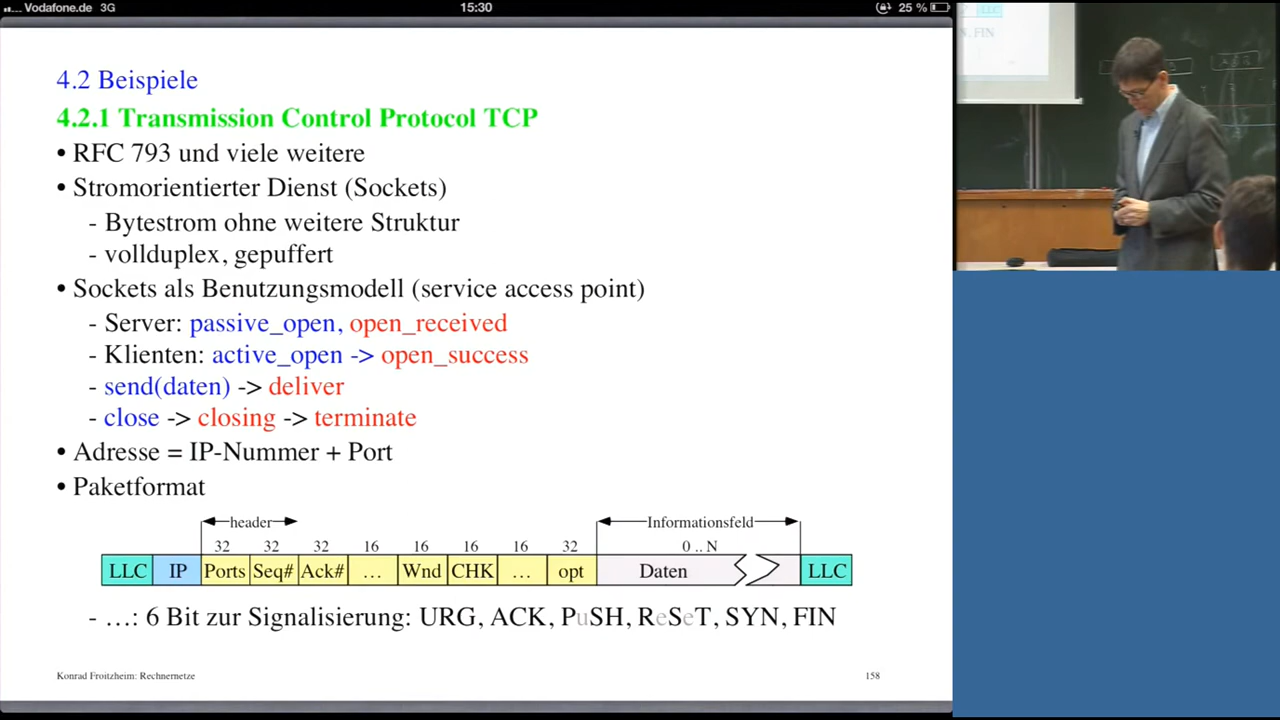 Vodafone.de 3G 15:30 25 %
4.2 Beispiele
4.2.1 Transmission Control Protocol TCP
• RFC 793 und viele weitere
• Stromorientierter Dienst (Sockets)
- Bytestrom ohne weitere Struktur
- vollduplex, gepuffert
• Sockets als Benutzungsmodell (service access point)
- Server: passive_open, open_received
- Klienten: active_open -> open_success
- send(daten) -> deliver
- close -> closing -> terminate
• Adresse = IP-Nummer + Port
• Paketformat
header Informationsfeld
32 32 32 16 16 16 16 32 0 .. N
LLC IP Ports Seq# Ack# … Wnd CHK … opt Daten LLC
- …: 6 Bit zur Signalisierung: URG, ACK, PuSH, ReSeT, SYN, FIN
Konrad Froitzheim: Rechnernetze 158
LLC
N, FIN